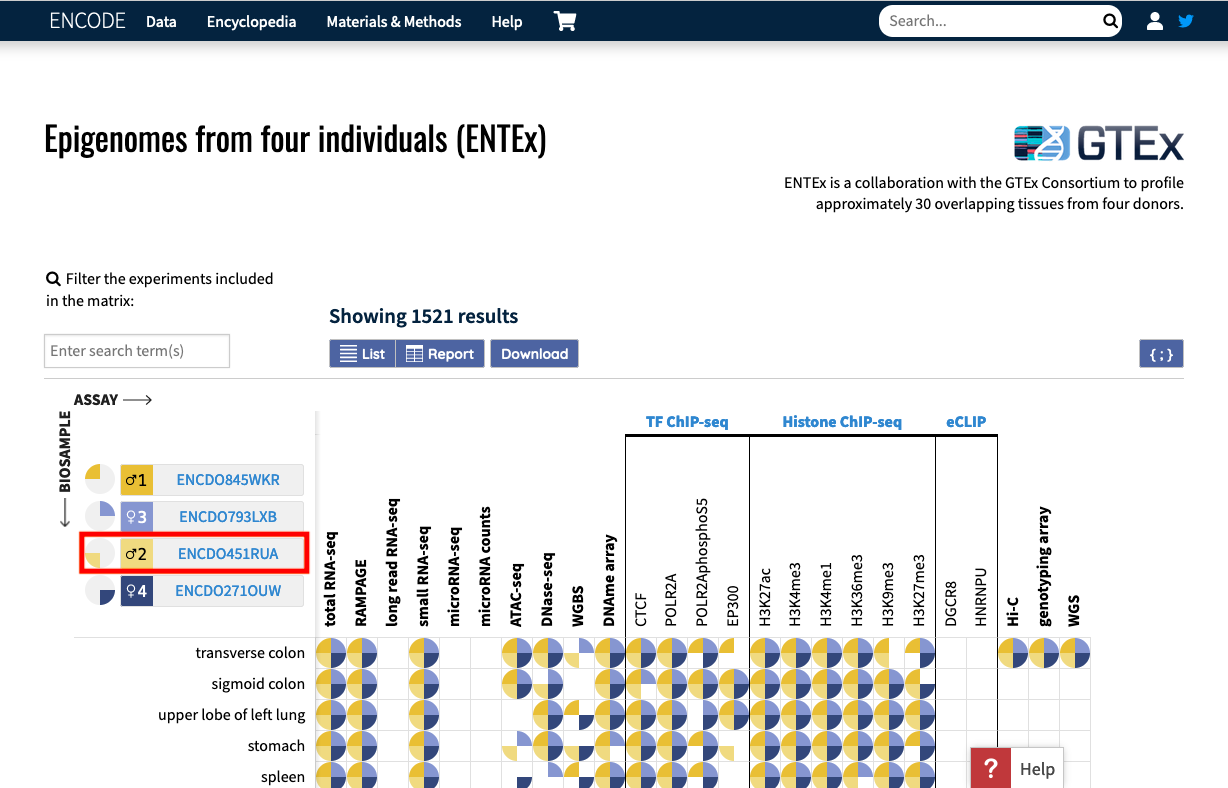 ENCODE Data Encyclopedia Materials & Methods Help Search...
Epigenomes from four individuals (ENTEx)
GTEx
ENTEx is a collaboration with the GTEx Consortium to profile
approximately 30 overlapping tissues from four donors.
Filter the experiments included
in the matrix:
Showing 1521 results
Enter search term(s)
List Report Download {;}
ASSAY
BIOSAMPLE
TF ChIP-seq Histone ChIP-seq eCLIP
♂1 ENCDO845WKR
♀3 ENCDO793LXB
♂2 ENCDO451RUA
♀4 ENCDO271OUW
total RNA-seq
RAMPAGE
long read RNA-seq
small RNA-seq
microRNA-seq
microRNA counts
ATAC-seq
DNase-seq
WGBS
DNAme array
CTCF
POLR2A
POLR2AphosphoS5
EP300
H3K27ac
H3K4me3
H3K4me1
H3K36me3
H3K9me3
H3K27me3
DGCR8
HNRNPU
Hi-C
genotyping array
WGS
transverse colon
sigmoid colon
upper lobe of left lung
stomach
spleen
? Help